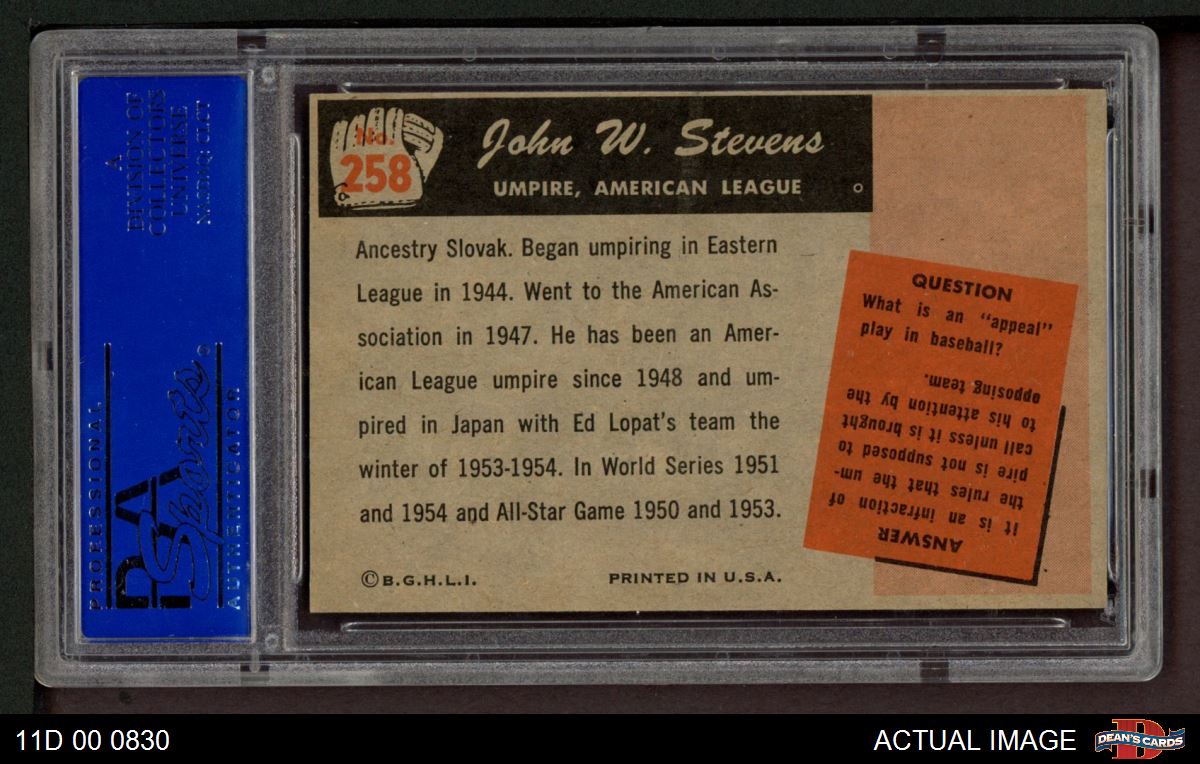 A
DIVISION OF
COLLECTORS
UNIVERSE
NASDAQ: CLCT
PROFESSIONAL
PSA
Sports
AUTHENTICATOR
No.
258
John W. Stevens
UMPIRE, AMERICAN LEAGUE
Ancestry Slovak. Began umpiring in Eastern
League in 1944. Went to the American As-
sociation in 1947. He has been an Amer-
ican League umpire since 1948 and um-
pired in Japan with Ed Lopat's team the
winter of 1953-1954. In World Series 1951
and 1954 and All-Star Game 1950 and 1953.
©B.G.H.L.I.
PRINTED IN U.S.A.
QUESTION
What is an "appeal"
play in baseball?
ANSWER
It is an infraction of
the rules that the um-
pire is not supposed to
call unless it is brought
to his attention by the
opposing team.
11D 00 0830
ACTUAL IMAGE
DEAN'S CARDS